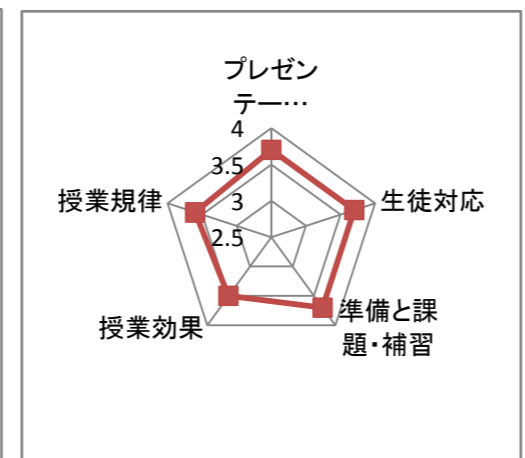 プレゼン
テー…
4
3.5
3
2.5
生徒対応
準備と課
題・補習
授業効果
授業規律